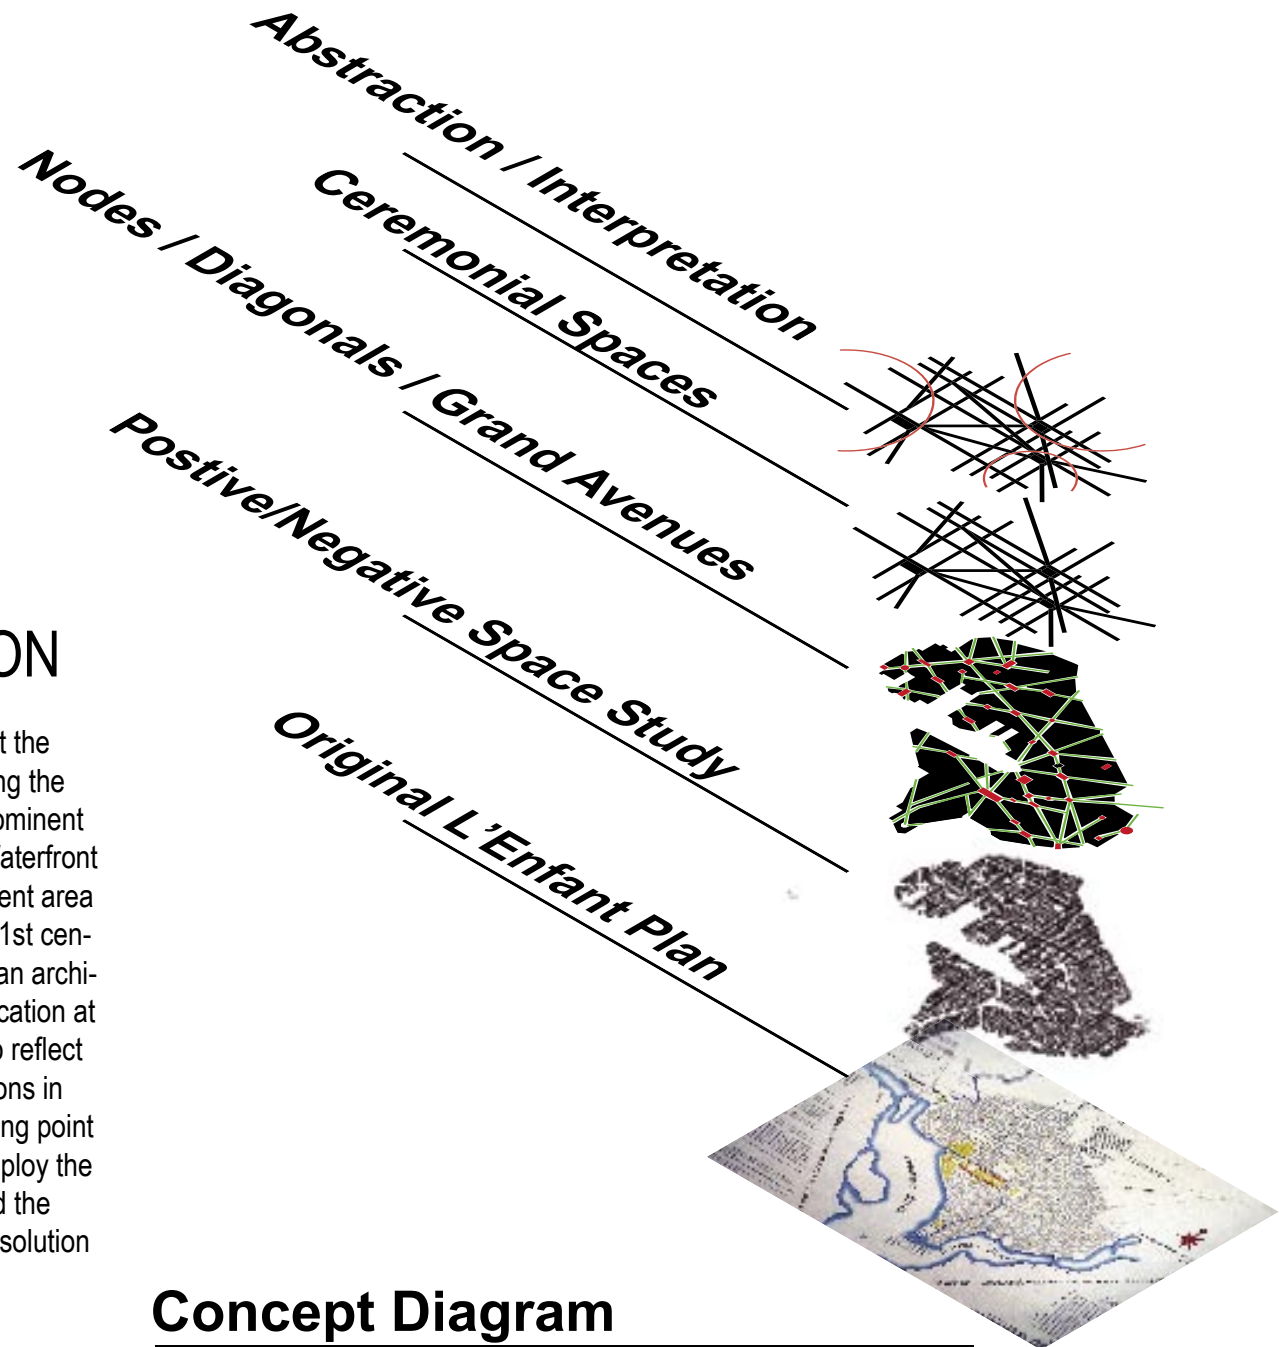 Abstraction / Interpretation
Ceremonial Spaces
Nodes / Diagonals / Grand Avenues
Postive/Negative Space Study
Original L’Enfant Plan
ON
t the
ng the
ominent
aterfront
ent area
1st cen-
an archi-
cation at
o reflect
ons in
ng point
ploy the
d the
solution
Concept Diagram